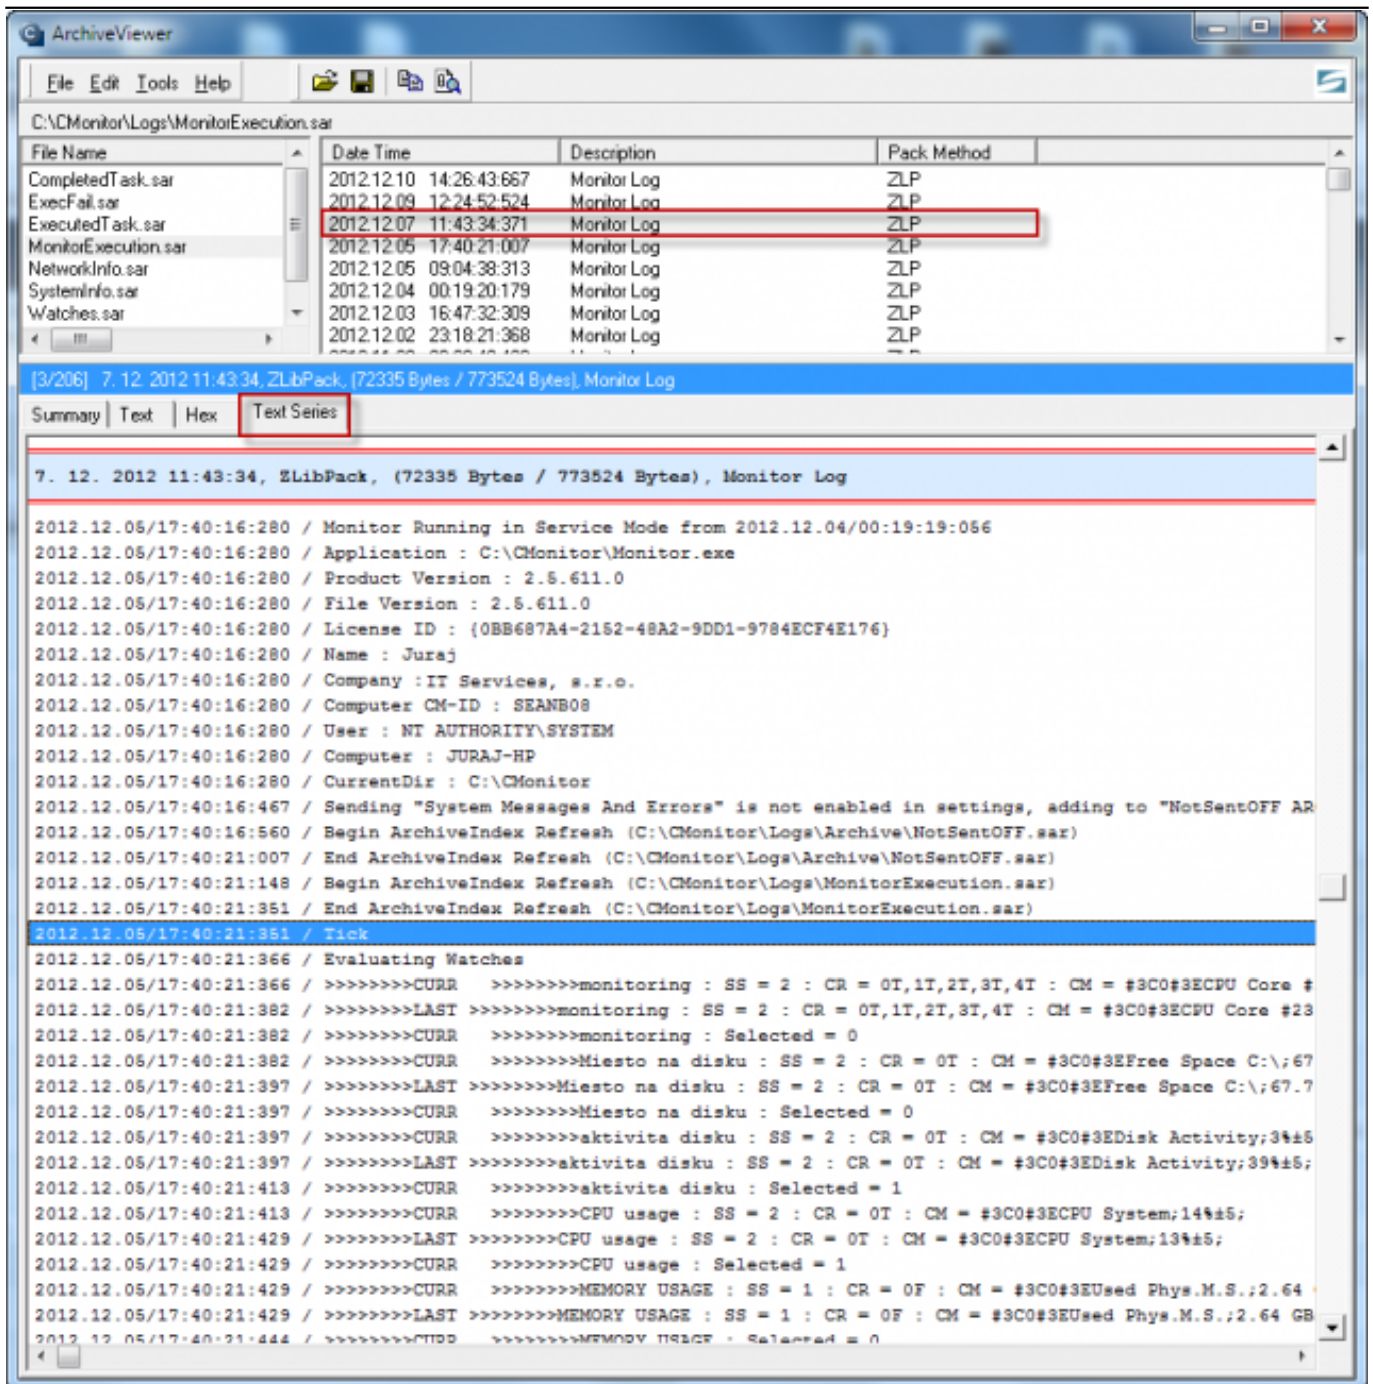 ArchiveViewer
File Edit Tools Help
C:\CMonitor\Logs\MonitorExecution.sar
File Name Date Time Description Pack Method
CompletedTask.sar 2012.12.10 14:26:43:667 Monitor Log ZLP
ExecFail.sar 2012.12.09 12:24:52:524 Monitor Log ZLP
ExecutedTask.sar 2012.12.07 11:43:34:371 Monitor Log ZLP
MonitorExecution.sar 2012.12.05 17:40:21:007 Monitor Log ZLP
NetworkInfo.sar 2012.12.05 09:04:38:313 Monitor Log ZLP
SystemInfo.sar 2012.12.04 00:19:20:179 Monitor Log ZLP
Watches.sar 2012.12.03 16:47:32:309 Monitor Log ZLP
2012.12.02 23:18:21:368 Monitor Log ZLP
[3/206] 7. 12. 2012 11:43:34, ZLibPack, (72335 Bytes / 773524 Bytes), Monitor Log
Summary Text Hex Text Series
7. 12. 2012 11:43:34, ZLibPack, (72335 Bytes / 773524 Bytes), Monitor Log
2012.12.05/17:40:16:280 / Monitor Running in Service Mode from 2012.12.04/00:19:19:056
2012.12.05/17:40:16:280 / Application : C:\CMonitor\Monitor.exe
2012.12.05/17:40:16:280 / Product Version : 2.5.611.0
2012.12.05/17:40:16:280 / File Version : 2.5.611.0
2012.12.05/17:40:16:280 / License ID : {0BB687A4-2152-48A2-9DD1-9784ECF4E176}
2012.12.05/17:40:16:280 / Name : Juraj
2012.12.05/17:40:16:280 / Company :IT Services, s.r.o.
2012.12.05/17:40:16:280 / Computer CM-ID : SEANB08
2012.12.05/17:40:16:280 / User : NT AUTHORITY\SYSTEM
2012.12.05/17:40:16:280 / Computer : JURAJ-HP
2012.12.05/17:40:16:280 / CurrentDir : C:\CMonitor
2012.12.05/17:40:16:467 / Sending "System Messages And Errors" is not enabled in settings, adding to "NotSentOFF AR
2012.12.05/17:40:16:560 / Begin ArchiveIndex Refresh (C:\CMonitor\Logs\Archive\NotSentOFF.sar)
2012.12.05/17:40:21:007 / End ArchiveIndex Refresh (C:\CMonitor\Logs\Archive\NotSentOFF.sar)
2012.12.05/17:40:21:148 / Begin ArchiveIndex Refresh (C:\CMonitor\Logs\MonitorExecution.sar)
2012.12.05/17:40:21:351 / End ArchiveIndex Refresh (C:\CMonitor\Logs\MonitorExecution.sar)
2012.12.05/17:40:21:351 / Tick
2012.12.05/17:40:21:366 / Evaluating Watches
2012.12.05/17:40:21:366 / >>>>>>>>CURR >>>>>>>>monitoring : SS = 2 : CR = 0T,1T,2T,3T,4T : CM = #3C0#3ECPU Core #
2012.12.05/17:40:21:382 / >>>>>>>>LAST >>>>>>>>monitoring : SS = 2 : CR = 0T,1T,2T,3T,4T : CM = #3C0#3ECPU Core #23
2012.12.05/17:40:21:382 / >>>>>>>>CURR >>>>>>>>monitoring : Selected = 0
2012.12.05/17:40:21:382 / >>>>>>>>CURR >>>>>>>>Miesto na disku : SS = 2 : CR = 0T : CM = #3C0#3EFree Space C:\;67
2012.12.05/17:40:21:397 / >>>>>>>>LAST >>>>>>>>Miesto na disku : SS = 2 : CR = 0T : CM = #3C0#3EFree Space C:\;67.7
2012.12.05/17:40:21:397 / >>>>>>>>CURR >>>>>>>>Miesto na disku : Selected = 0
2012.12.05/17:40:21:397 / >>>>>>>>CURR >>>>>>>>aktivita disku : SS = 2 : CR = 0T : CM = #3C0#3EDisk Activity;3%±5
2012.12.05/17:40:21:397 / >>>>>>>>LAST >>>>>>>>aktivita disku : SS = 2 : CR = 0T : CM = #3C0#3EDisk Activity;39%±5;
2012.12.05/17:40:21:413 / >>>>>>>>CURR >>>>>>>>aktivita disku : Selected = 1
2012.12.05/17:40:21:413 / >>>>>>>>CURR >>>>>>>>CPU usage : SS = 2 : CR = 0T : CM = #3C0#3ECPU System;14%±5;
2012.12.05/17:40:21:429 / >>>>>>>>LAST >>>>>>>>CPU usage : SS = 2 : CR = 0T : CM = #3C0#3ECPU System;13%±5;
2012.12.05/17:40:21:429 / >>>>>>>>CURR >>>>>>>>CPU usage : Selected = 1
2012.12.05/17:40:21:429 / >>>>>>>>CURR >>>>>>>>MEMORY USAGE : SS = 1 : CR = 0F : CM = #3C0#3EUsed Phys.M.S.;2.64
2012.12.05/17:40:21:429 / >>>>>>>>LAST >>>>>>>>MEMORY USAGE : SS = 1 : CR = 0F : CM = #3C0#3EUsed Phys.M.S.;2.64 GB
2012.12.05/17:40:21:444 / >>>>>>>>CURR >>>>>>>>MEMORY USAGE : Selected = 0